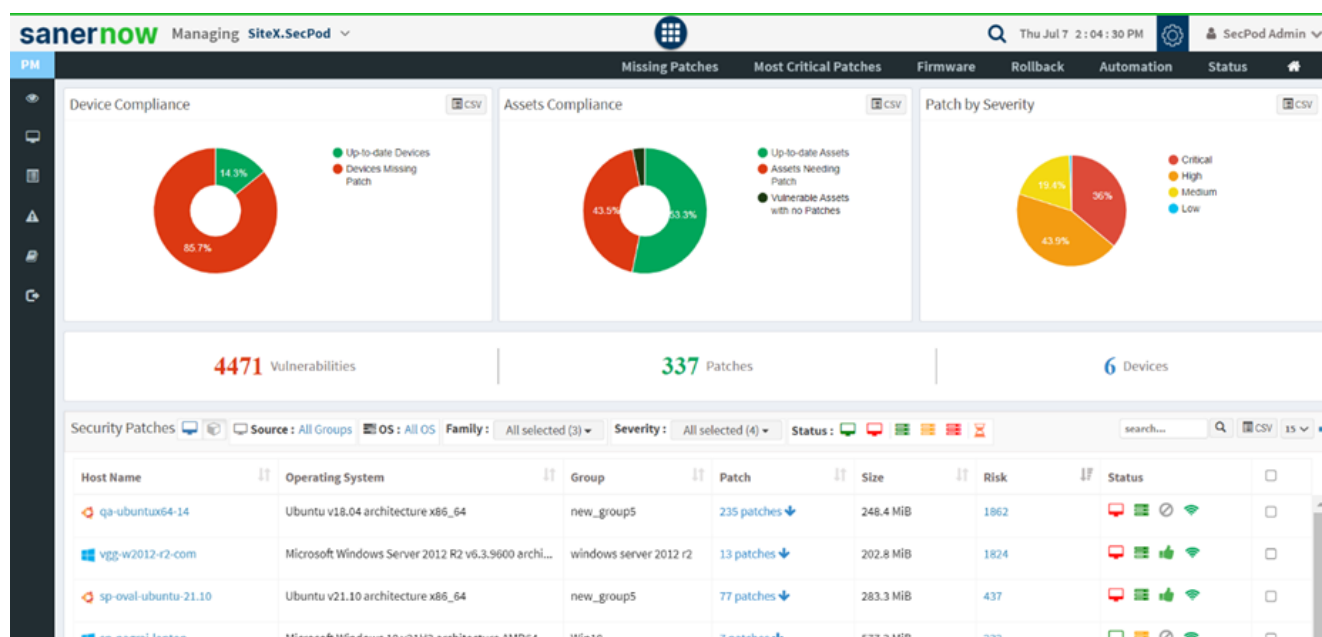 sanernow Managing SiteX.SecPod Thu Jul 7 2:04:30 PM SecPod Admin
PM Missing Patches Most Critical Patches Firmware Rollback Automation Status
Device Compliance CSV
Up-to-date Devices
Devices Missing
Patch
14.3%
85.7%
Assets Compliance CSV
Up-to-date Assets
Assets Needing
Patch
Vulnerable Assets
with no Patches
43.5% 53.3%
Patch by Severity CSV
Critical
High
Medium
Low
19.4% 36%
43.9%
4471 Vulnerabilities 337 Patches 6 Devices
Security Patches Source : All Groups OS : All OS Family : All selected (3) Severity : All selected (4) Status : search... CSV 15
Host Name Operating System Group Patch Size Risk Status
qa-ubuntux64-14 Ubuntu v18.04 architecture x86_64 new_group5 235 patches 248.4 MiB 1862
vgg-w2012-r2-com Microsoft Windows Server 2012 R2 v6.3.9600 archi... windows server 2012 r2 13 patches 202.8 MiB 1824
sp-oval-ubuntu-21.10 Ubuntu v21.10 architecture x86_64 new_group5 77 patches 283.3 MiB 437